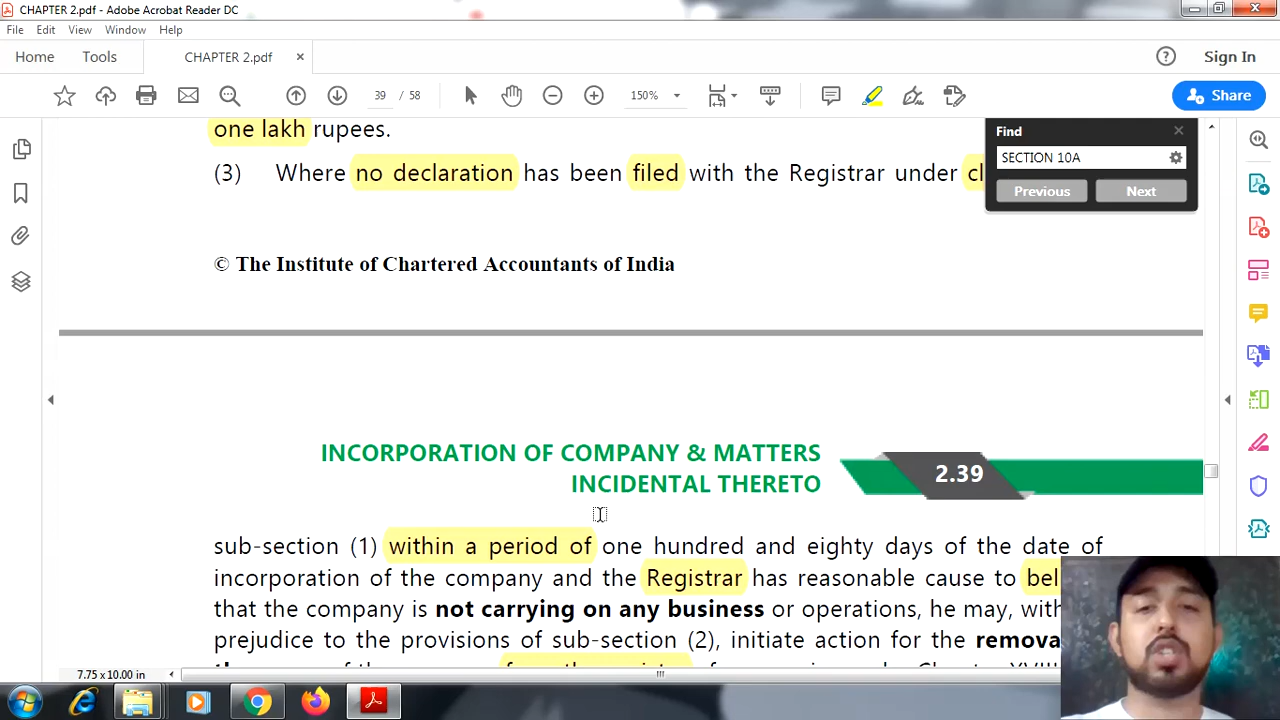 CHAPTER 2.pdf - Adobe Acrobat Reader DC
File Edit View Window Help
Home Tools CHAPTER 2.pdf × Sign In
39 / 58 150% Share
Find
SECTION 10A
Previous Next
one lakh rupees.
(3) Where no declaration has been filed with the Registrar under
© The Institute of Chartered Accountants of India
INCORPORATION OF COMPANY & MATTERS
INCIDENTAL THERETO
2.39
sub-section (1) within a period of one hundred and eighty days of the date of
incorporation of the company and the Registrar has reasonable cause to
that the company is not carrying on any business or operations, he may,
prejudice to the provisions of sub-section (2), initiate action for the
7.75 x 10.00 in